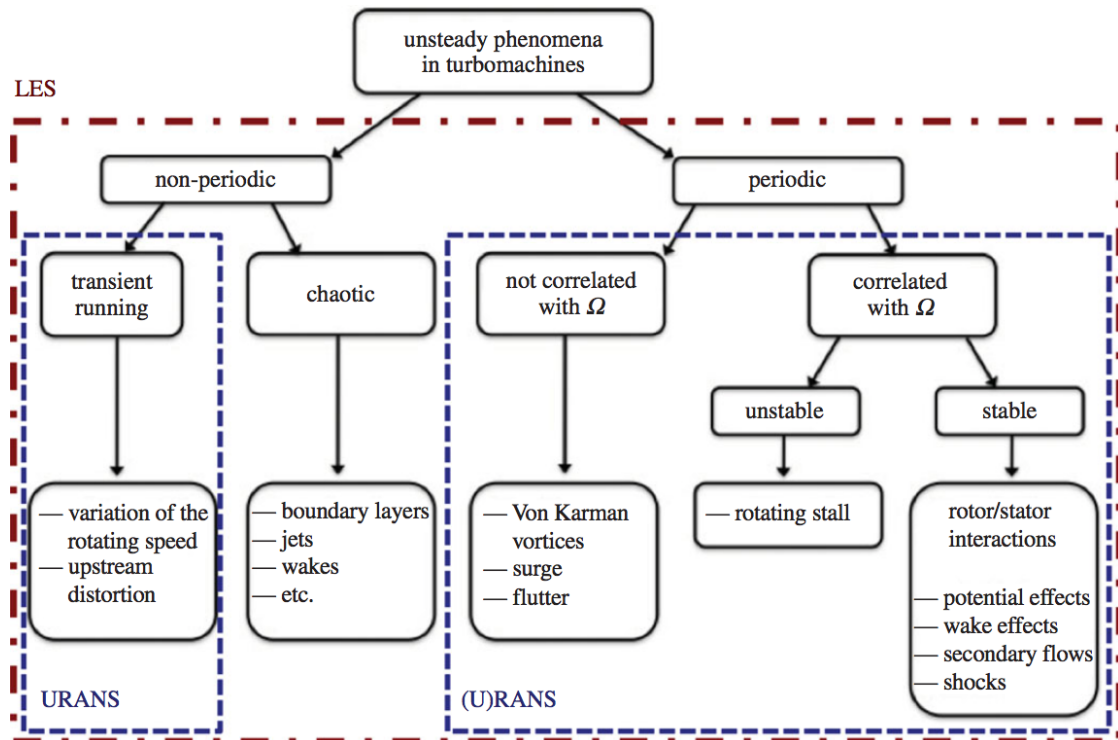 unsteady phenomena
in turbomachines
LES
non-periodic
periodic
transient
running
chaotic
not correlated
with Ω
correlated
with Ω
unstable
stable
— variation of the
rotating speed
— upstream
distortion
— boundary layers
— jets
— wakes
— etc.
— Von Karman
vortices
— surge
— flutter
— rotating stall
rotor/stator
interactions
— potential effects
— wake effects
— secondary flows
— shocks
URANS
(U)RANS